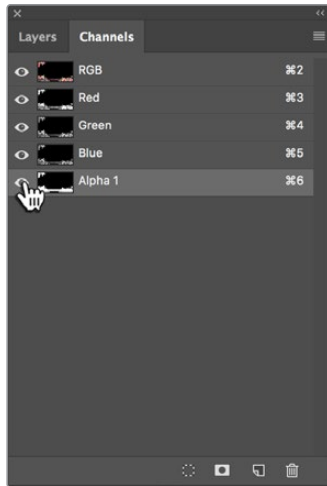 Layers Channels
RGB ⌘2
Red ⌘3
Green ⌘4
Blue ⌘5
Alpha 1 ⌘6